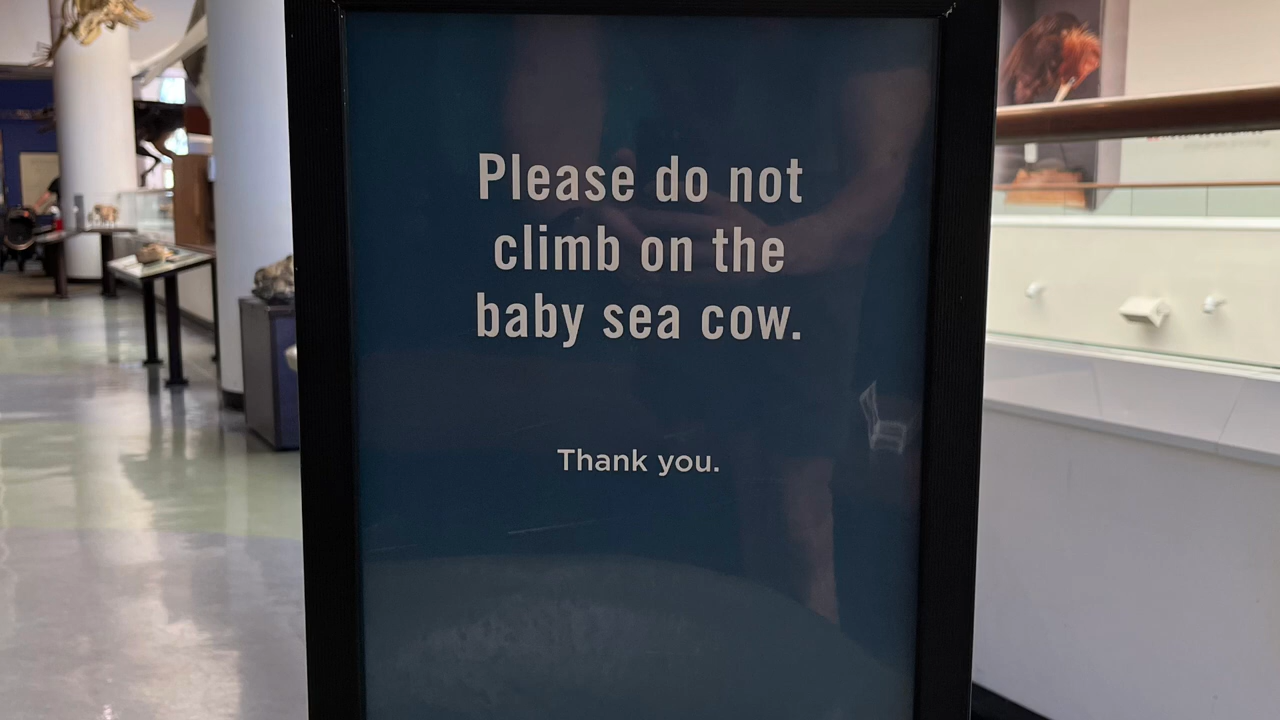 Please do not
climb on the
baby sea cow.
Thank you.